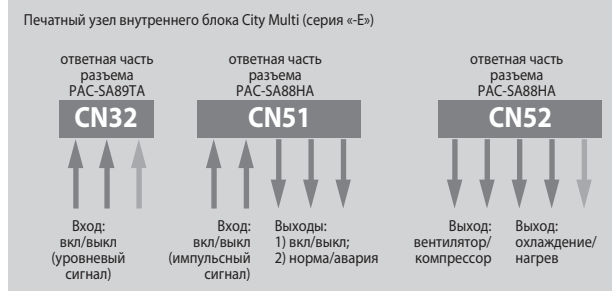 Печатный узел внутреннего блока City Multi (серия «-E»)
ответная часть
разъема
PAC-SA89TA
CN32
Вход:
вкл/выкл
(уровневый
сигнал)
ответная часть
разъема
PAC-SA88HA
CN51
Вход:
вкл/выкл
(импульсный
сигнал)
Выходы:
1) вкл/выкл;
2) норма/авария
ответная часть
разъема
PAC-SA88HA
CN52
Выход:
вентилятор/
компрессор
Выход:
охлаждение/
нагрев